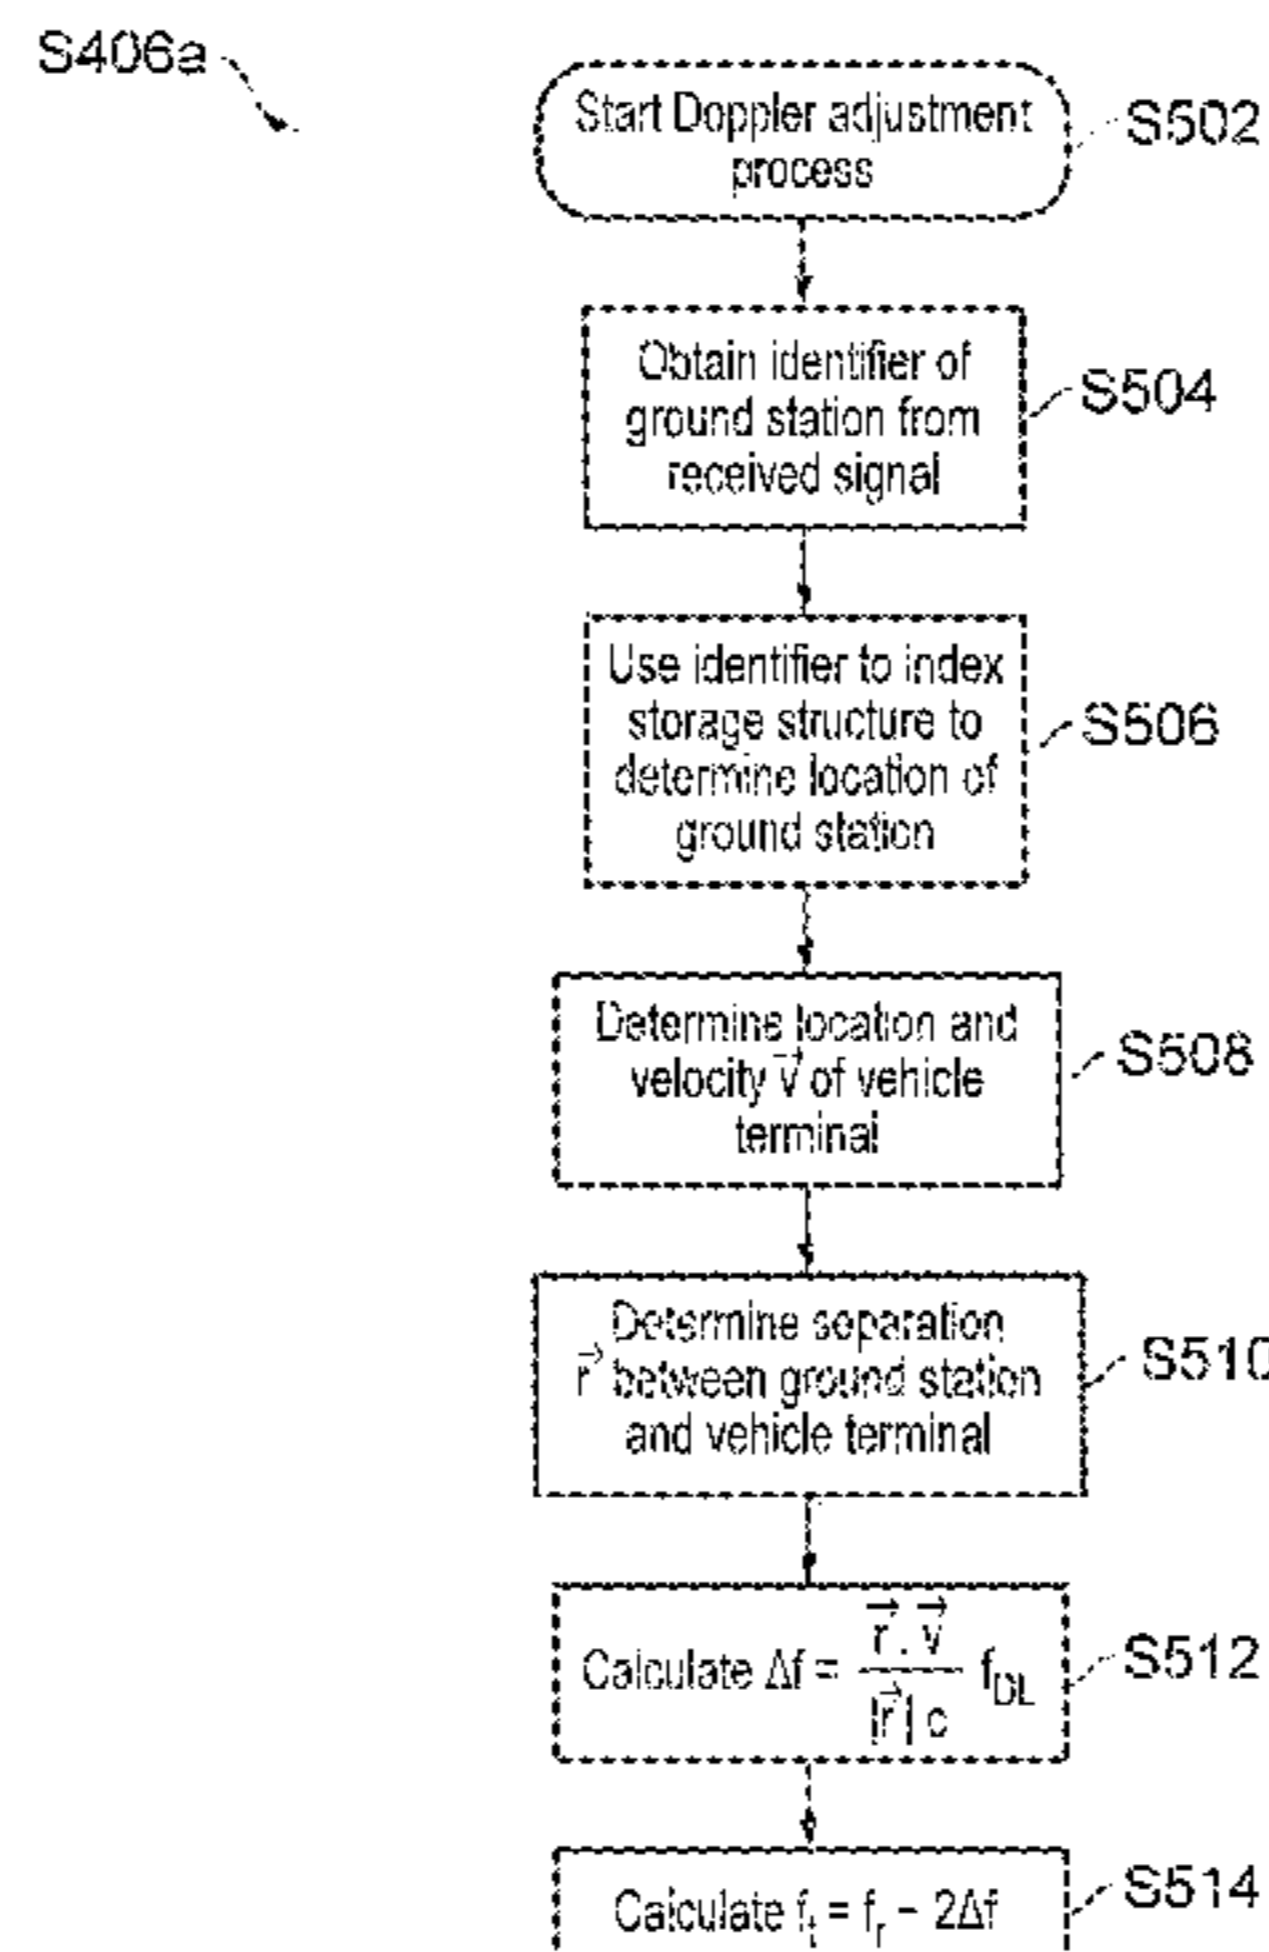 S406a
Start Doppler adjustment
process
S502
Obtain identifier of
ground station from
received signal
S504
Use identifier to index
storage structure to
determine location of
ground station
S506
Determine location and
velocity v⃗ of vehicle
terminal
S508
Determine separation
r⃗ between ground station
and vehicle terminal
S510
Calculate Δf = (r⃗ . v⃗ / |r⃗| c) f_DL
S512
Calculate f_t = f_r − 2Δf
S514